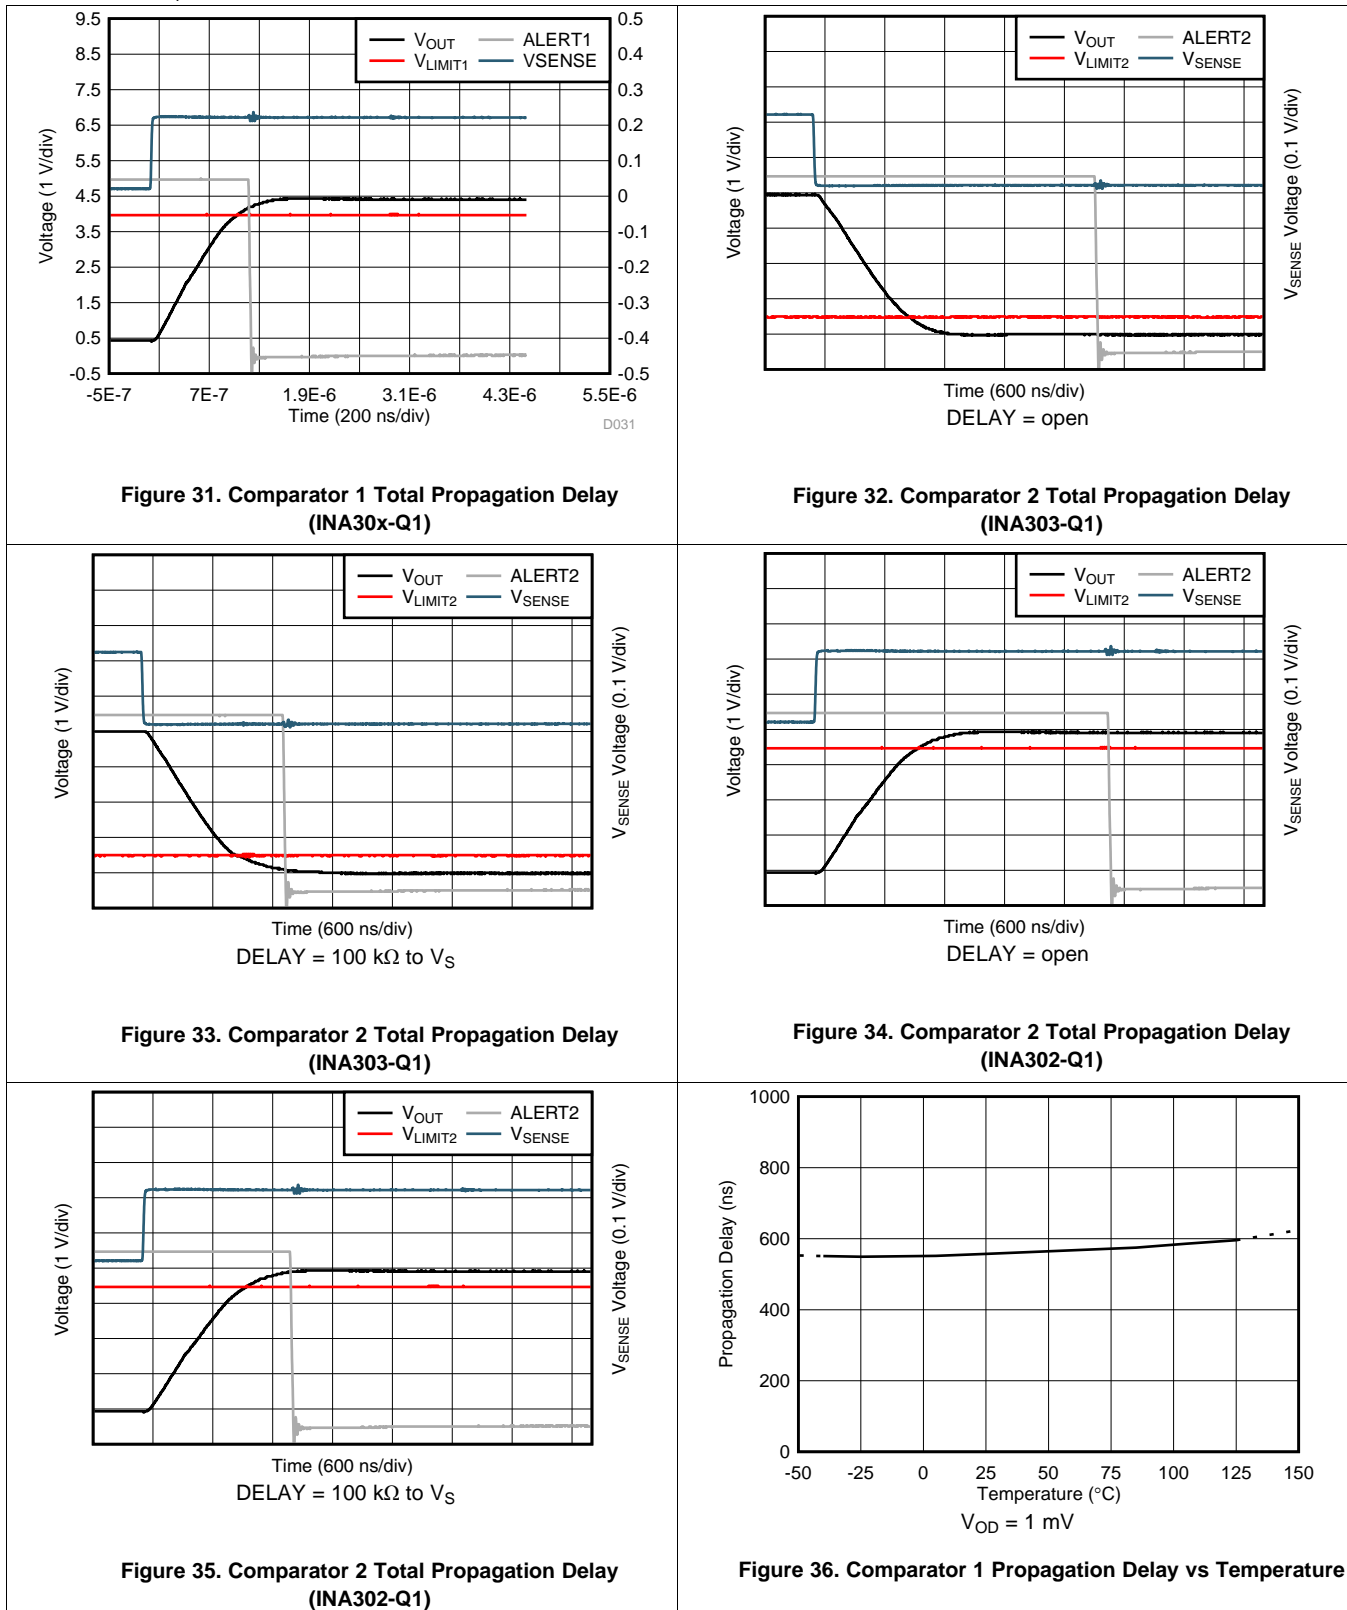 9.5
8.5
7.5
6.5
5.5
4.5
3.5
2.5
1.5
0.5
-0.5
Voltage (1 V/div)
VOUT
ALERT1
VLIMIT1
VSENSE
0.5
0.4
0.3
0.2
0.1
0
-0.1
-0.2
-0.3
-0.4
-0.5
-5E-7 7E-7 1.9E-6 3.1E-6 4.3E-6 5.5E-6
Time (200 ns/div)
D031
Figure 31. Comparator 1 Total Propagation Delay
(INA30x-Q1)
Voltage (1 V/div)
VOUT
ALERT2
VLIMIT2
VSENSE
VSENSE Voltage (0.1 V/div)
Time (600 ns/div)
DELAY = open
Figure 32. Comparator 2 Total Propagation Delay
(INA303-Q1)
Voltage (1 V/div)
VOUT
ALERT2
VLIMIT2
VSENSE
VSENSE Voltage (0.1 V/div)
Time (600 ns/div)
DELAY = 100 kΩ to VS
Figure 33. Comparator 2 Total Propagation Delay
(INA303-Q1)
Voltage (1 V/div)
VOUT
ALERT2
VLIMIT2
VSENSE
VSENSE Voltage (0.1 V/div)
Time (600 ns/div)
DELAY = open
Figure 34. Comparator 2 Total Propagation Delay
(INA302-Q1)
Voltage (1 V/div)
VOUT
ALERT2
VLIMIT2
VSENSE
VSENSE Voltage (0.1 V/div)
Time (600 ns/div)
DELAY = 100 kΩ to VS
Figure 35. Comparator 2 Total Propagation Delay
(INA302-Q1)
Propagation Delay (ns)
1000
800
600
400
200
0
-50 -25 0 25 50 75 100 125 150
Temperature (°C)
VOD = 1 mV
Figure 36. Comparator 1 Propagation Delay vs Temperature